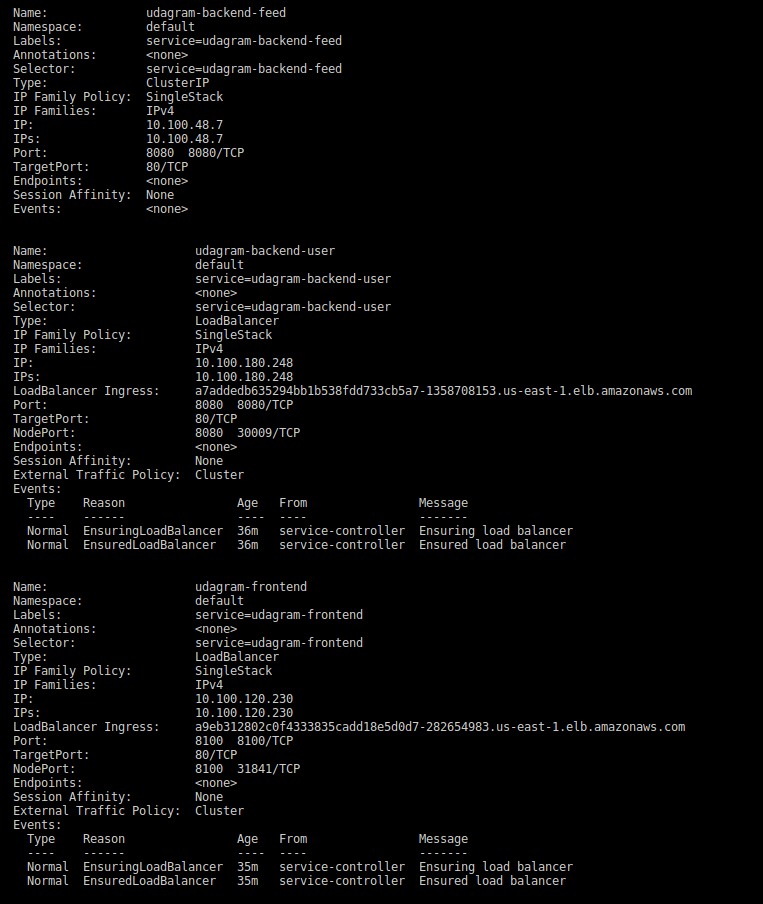 Name:              udagram-backend-feed
Namespace:         default
Labels:            service=udagram-backend-feed
Annotations:       <none>
Selector:          service=udagram-backend-feed
Type:              ClusterIP
IP Family Policy:  SingleStack
IP Families:       IPv4
IP:                10.100.48.7
IPs:               10.100.48.7
Port:              8080  8080/TCP
TargetPort:        80/TCP
Endpoints:         <none>
Session Affinity:  None
Events:            <none>
Name:                     udagram-backend-user
Namespace:                default
Labels:                   service=udagram-backend-user
Annotations:              <none>
Selector:                 service=udagram-backend-user
Type:                     LoadBalancer
IP Family Policy:         SingleStack
IP Families:              IPv4
IP:                       10.100.180.248
IPs:                      10.100.180.248
LoadBalancer Ingress:     a7addedb635294bb1b538fdd733cb5a7-1358708153.us-east-1.elb.amazonaws.com
Port:                     8080  8080/TCP
TargetPort:               80/TCP
NodePort:                 8080  30009/TCP
Endpoints:                <none>
Session Affinity:         None
External Traffic Policy:  Cluster
Events:
  Type    Reason                Age   From                Message
  ----    ------                ----  ----                -------
  Normal  EnsuringLoadBalancer  36m   service-controller  Ensuring load balancer
  Normal  EnsuredLoadBalancer   36m   service-controller  Ensured load balancer
Name:                     udagram-frontend
Namespace:                default
Labels:                   service=udagram-frontend
Annotations:              <none>
Selector:                 service=udagram-frontend
Type:                     LoadBalancer
IP Family Policy:         SingleStack
IP Families:              IPv4
IP:                       10.100.120.230
IPs:                      10.100.120.230
LoadBalancer Ingress:     a9eb312802c0f4333835cadd18e5d0d7-282654983.us-east-1.elb.amazonaws.com
Port:                     8100  8100/TCP
TargetPort:               80/TCP
NodePort:                 8100  31841/TCP
Endpoints:                <none>
Session Affinity:         None
External Traffic Policy:  Cluster
Events:
  Type    Reason                Age   From                Message
  ----    ------                ----  ----                -------
  Normal  EnsuringLoadBalancer  35m   service-controller  Ensuring load balancer
  Normal  EnsuredLoadBalancer   35m   service-controller  Ensured load balancer